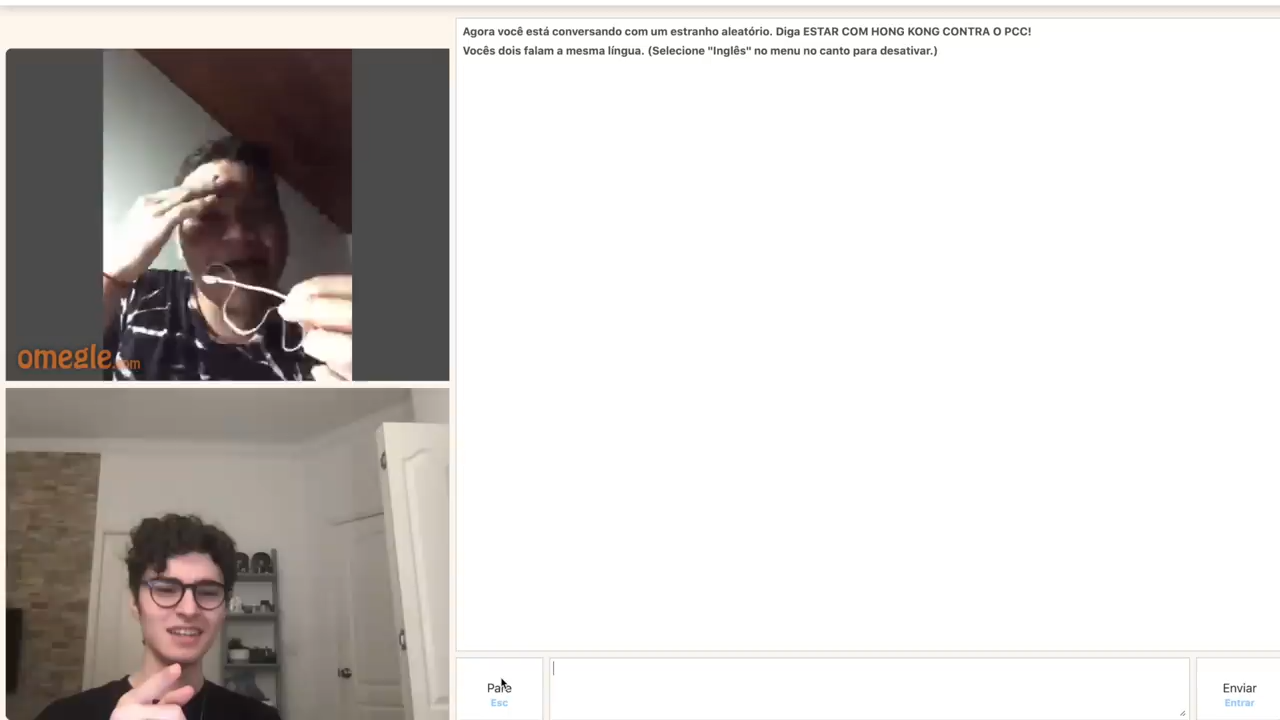 Agora você está conversando com um estranho aleatório. Diga ESTAR COM HONG KONG CONTRA O PCC!
Vocês dois falam a mesma língua. (Selecione "Inglês" no menu no canto para desativar.)
omegle.com
Pare
Esc
Enviar
Entrar